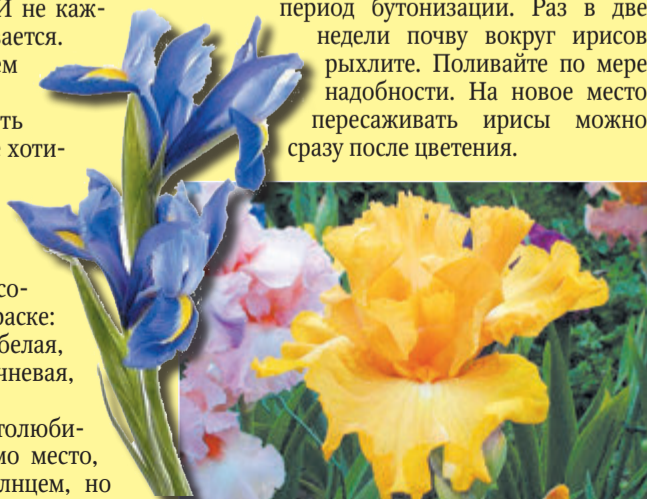 И не каж-
вается.
ем
ть
е хоти-
со-
раске:
белая,
чневая,
толюби-
мо место,
лнцем, но
период бутонизации. Раз в две
недели почву вокруг ирисов
рыхлите. Поливайте по мере
надобности. На новое место
пересаживать ирисы можно
сразу после цветения.